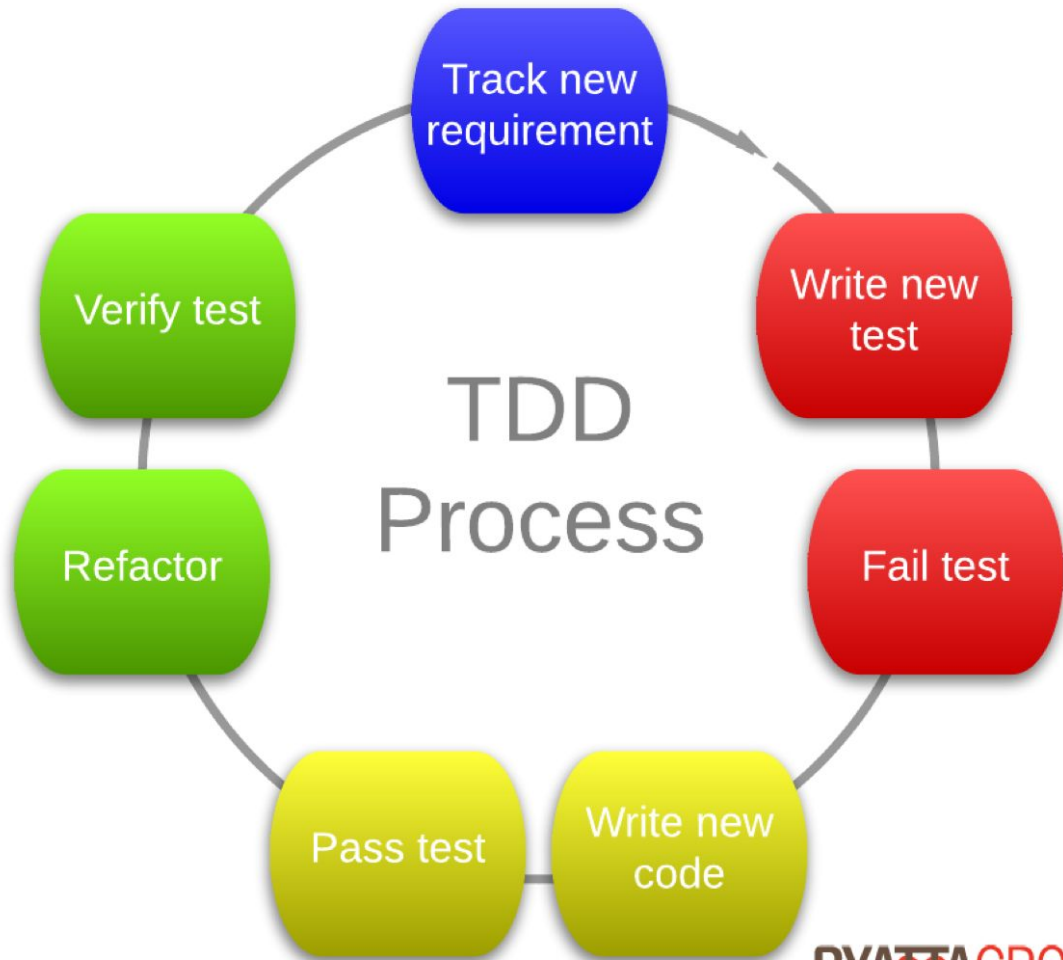 Track new
requirement
Write new
test
Fail test
Write new
code
Pass test
Refactor
Verify test
TDD
Process